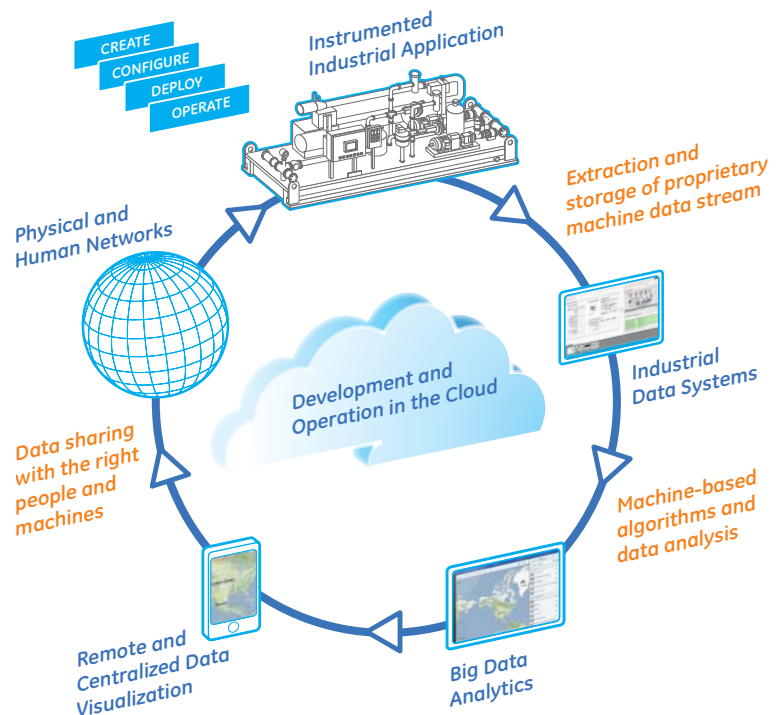 CREATE
CONFIGURE
DEPLOY
OPERATE
Instrumented
Industrial Application
Extraction and
storage of proprietary
machine data stream
Physical and
Human Networks
Industrial
Data Systems
Development and
Operation in the Cloud
Data sharing
with the right
people and
machines
Machine-based
algorithms and
data analysis
Remote and
Centralized Data
Visualization
Big Data
Analytics